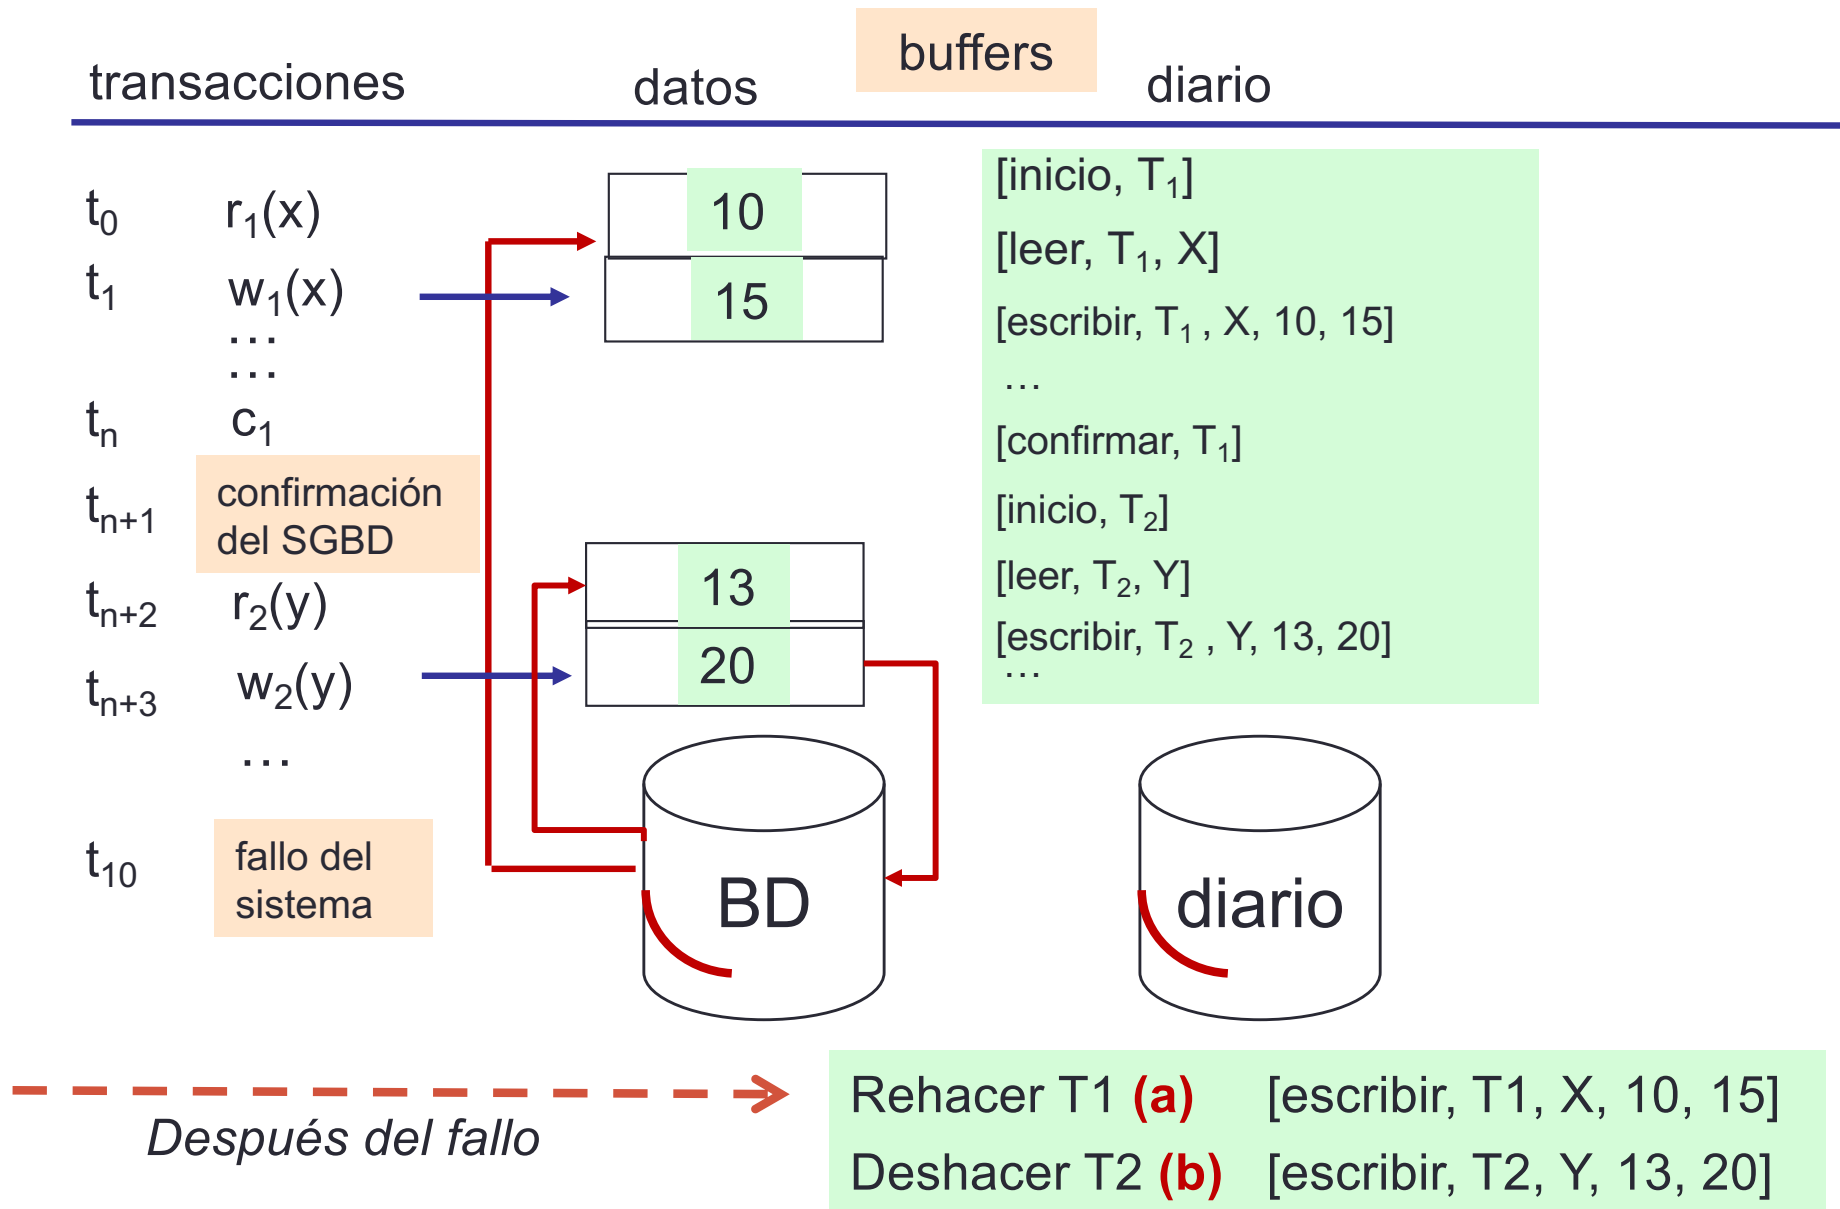 buffers
transacciones datos diario
t0 r1(x) 10 [inicio, T1]
[leer, T1, X]
t1 w1(x) 15 [escribir, T1 , X, 10, 15]
…
… …
tn c1 [confirmar, T1]
tn+1 confirmación
del SGBD
[inicio, T2]
tn+2 r2(y) 13 [leer, T2, Y]
tn+3 w2(y) 20 [escribir, T2 , Y, 13, 20]
… …
t10 fallo del
sistema
BD diario
Después del fallo
Rehacer T1 (a) [escribir, T1, X, 10, 15]
Deshacer T2 (b) [escribir, T2, Y, 13, 20]